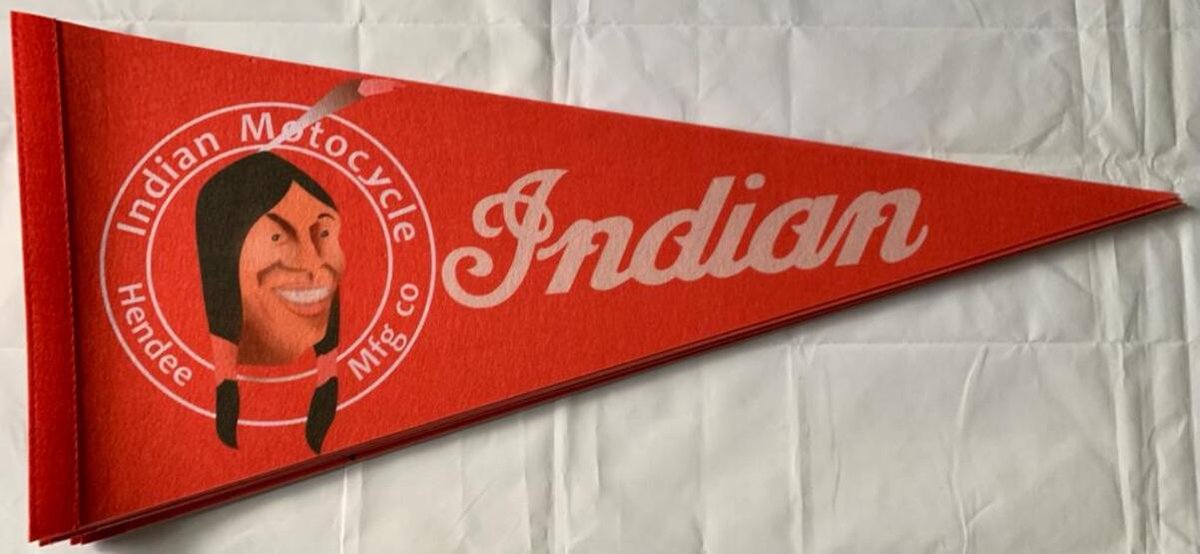 Indian Motocycle
Hendee Mfg co
Indian